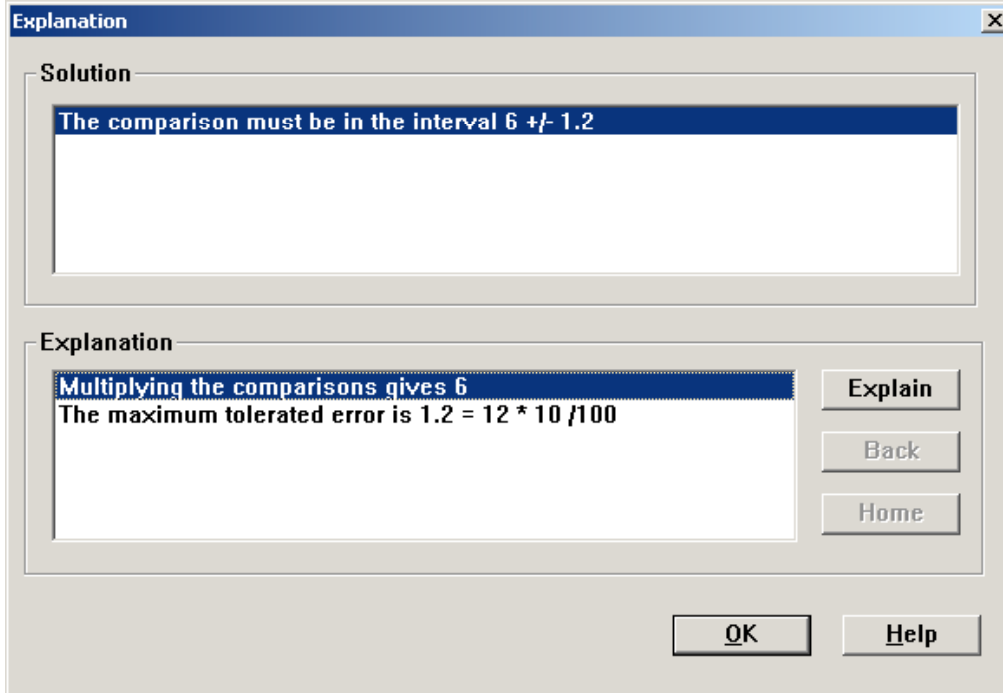 Explanation
Solution
The comparison must be in the interval 6 +/- 1.2
Explanation
Multiplying the comparisons gives 6
The maximum tolerated error is 1.2 = 12 * 10 /100
Explain
Back
Home
OK
Help